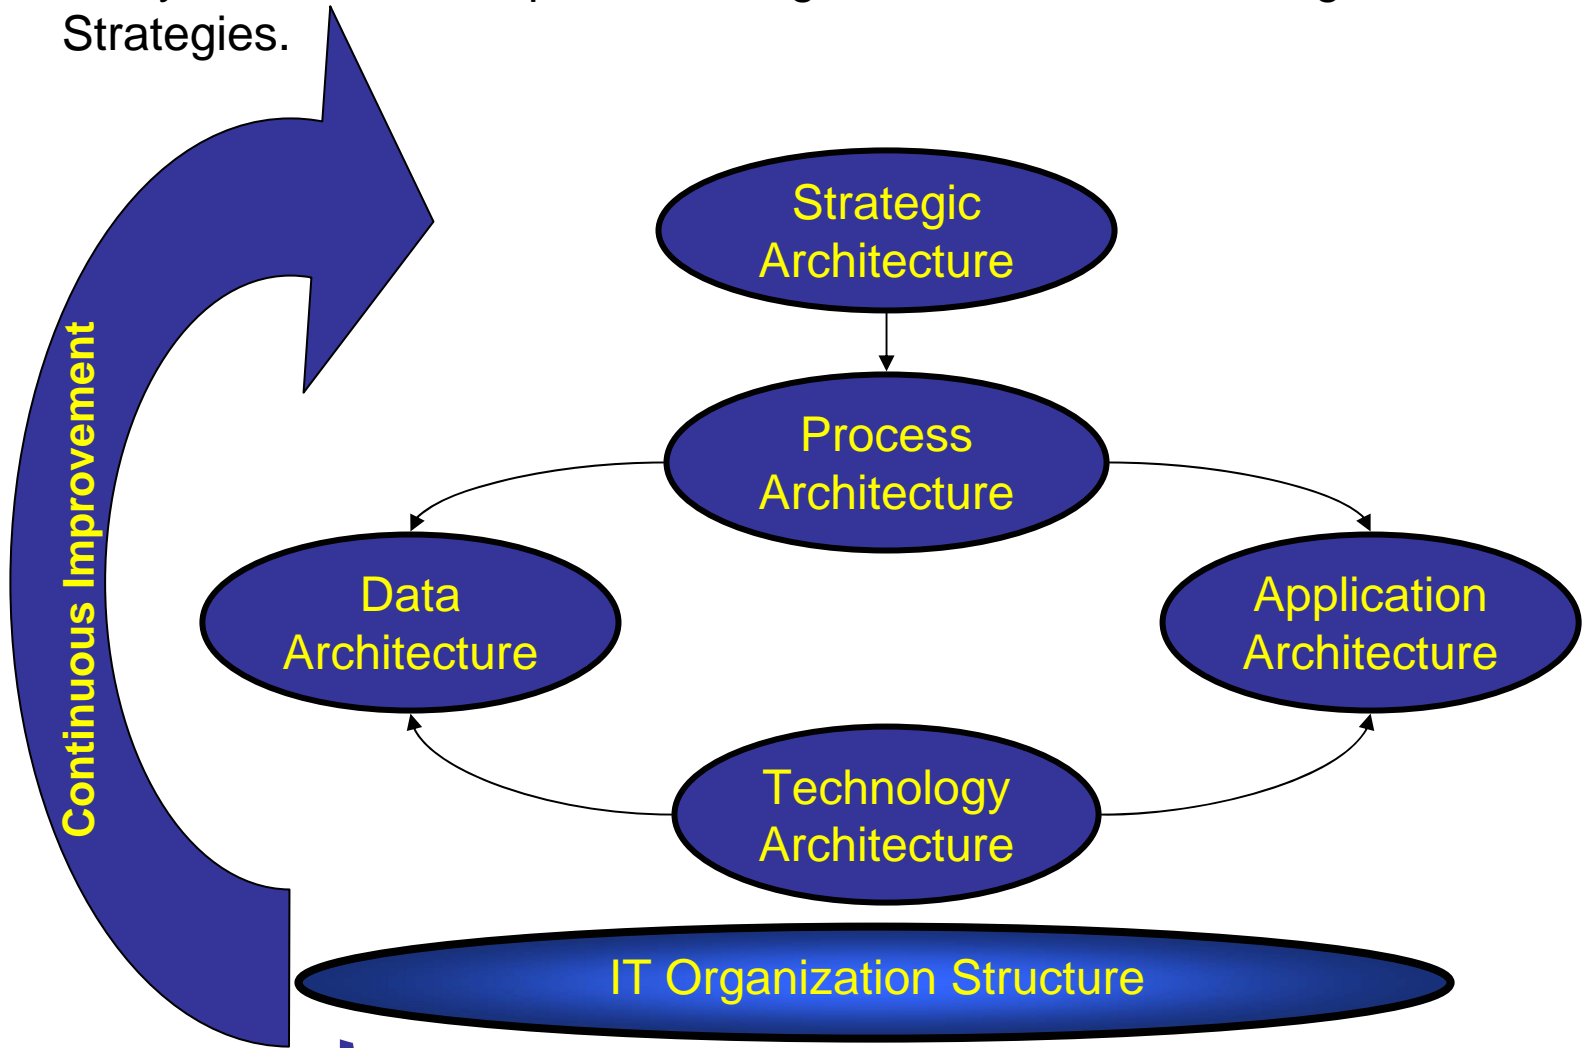 Strategies.
Strategic
Architecture
Process
Architecture
Data
Architecture
Application
Architecture
Technology
Architecture
IT Organization Structure
Continuous Improvement